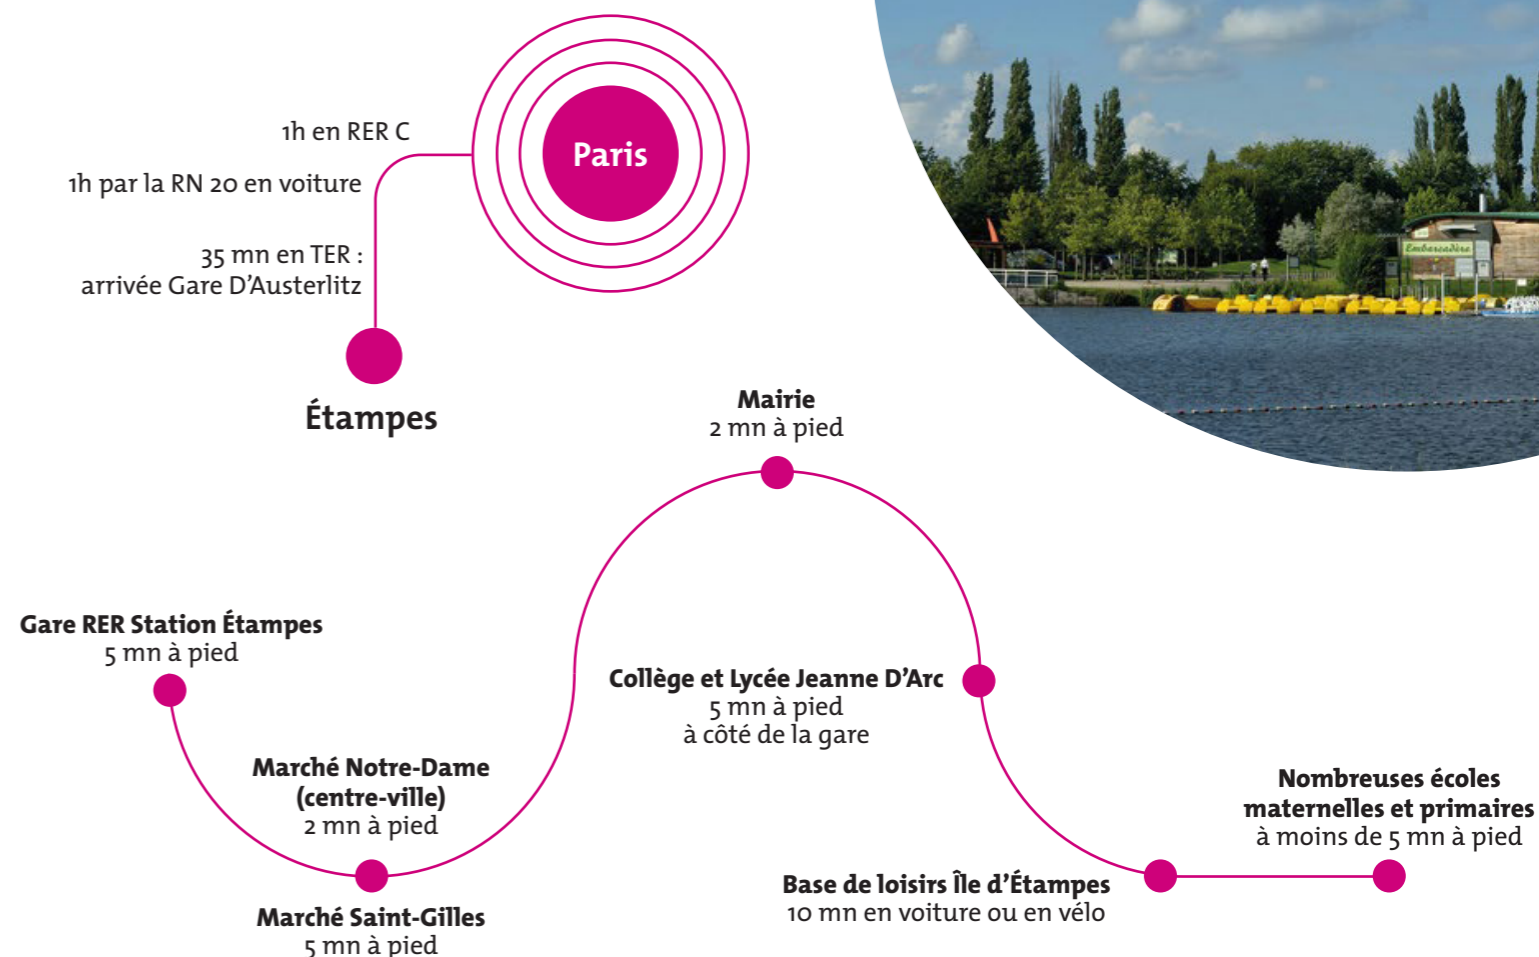 1h en RER C
Paris
1h par la RN 20 en voiture
35 mn en TER :
arrivée Gare D'Austerlitz
Étampes
Embarcadère
Mairie
2 mn à pied
Gare RER Station Étampes
5 mn à pied
Collège et Lycée Jeanne D'Arc
5 mn à pied
à côté de la gare
Marché Notre-Dame
(centre-ville)
2 mn à pied
Marché Saint-Gilles
5 mn à pied
Base de loisirs Île d'Étampes
10 mn en voiture ou en vélo
Nombreuses écoles
maternelles et primaires
à moins de 5 mn à pied